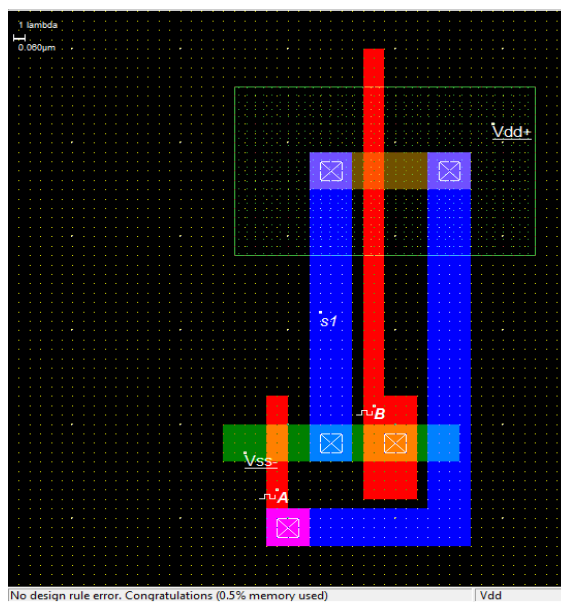 1 lambda
0.060µm
Vdd+
s1
B
Vss-
A
No design rule error. Congratulations (0.5% memory used)
Vdd